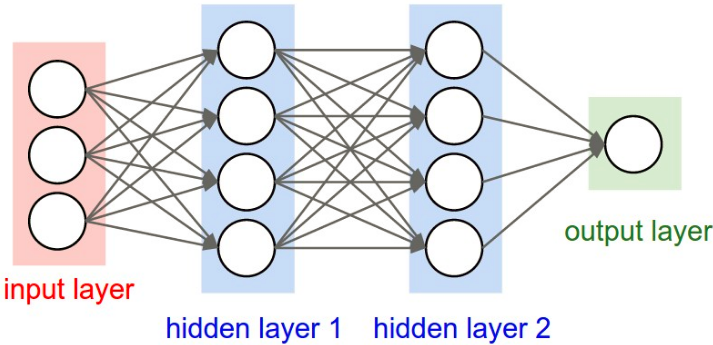 input layer
hidden layer 1
hidden layer 2
output layer